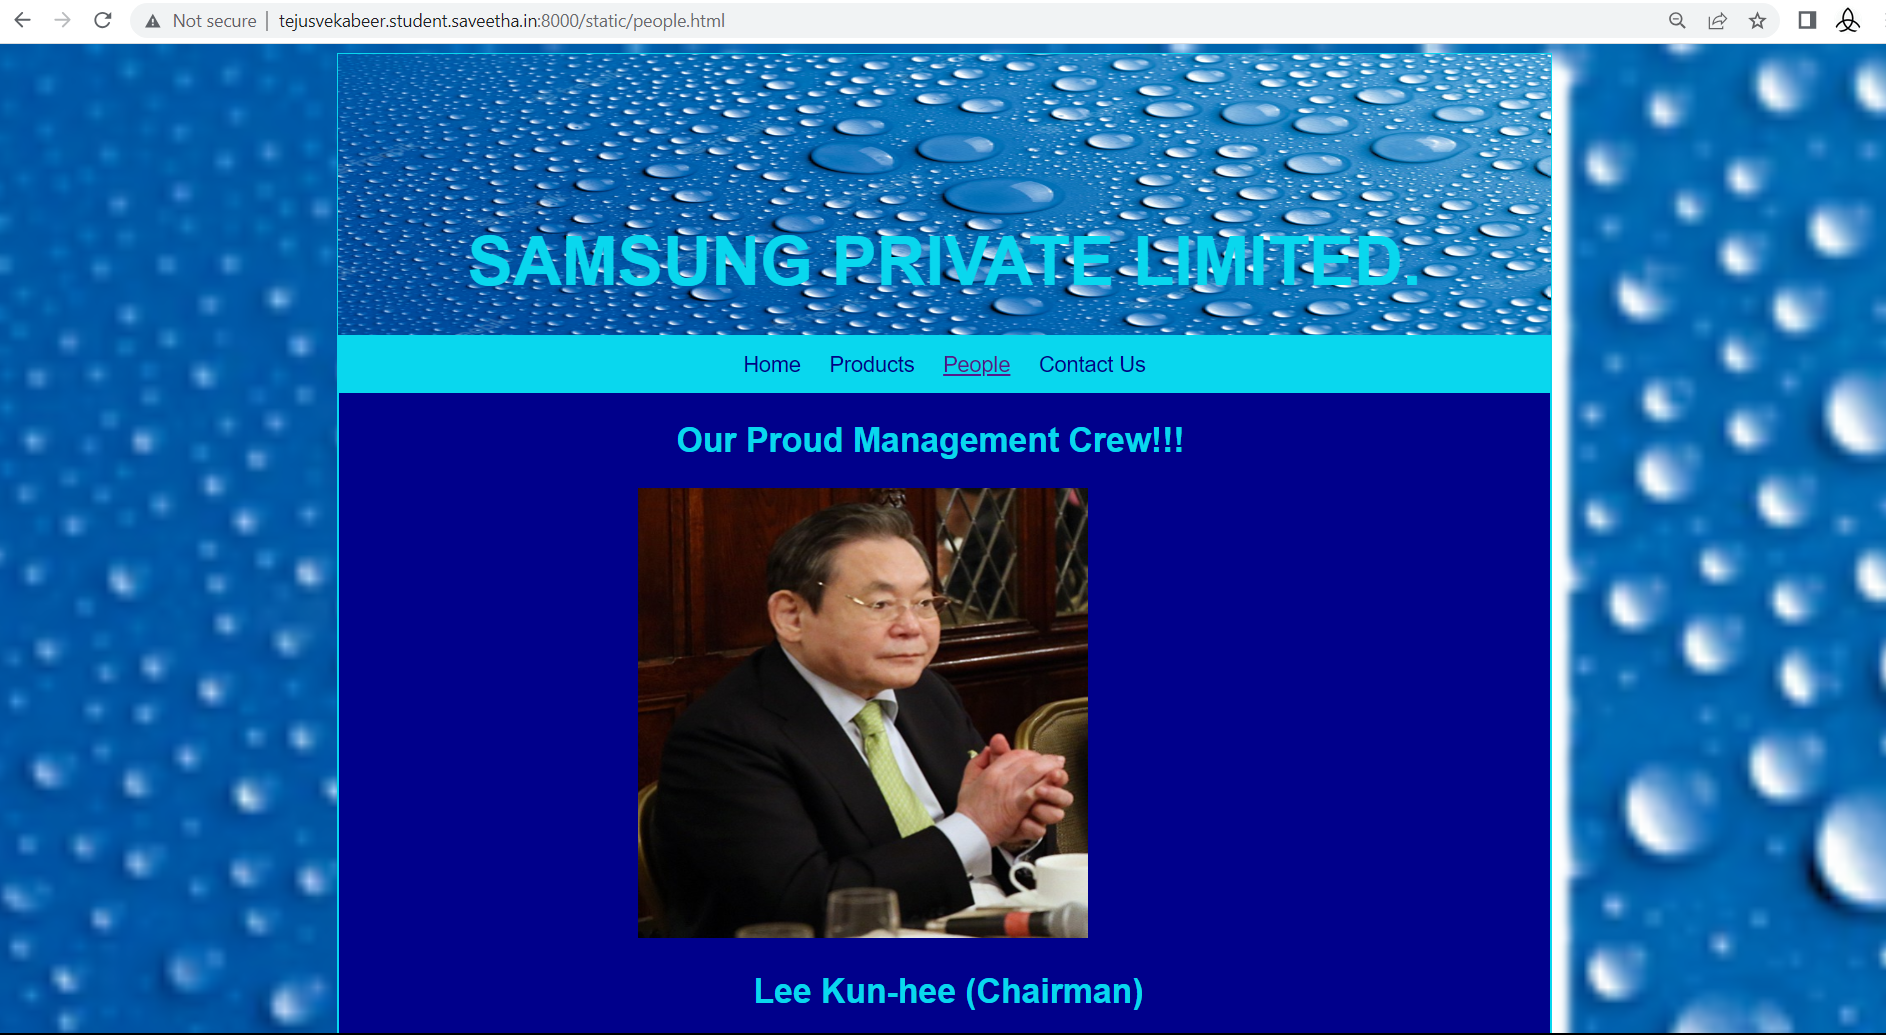 Not secure | tejusvekabeer.student.saveetha.in:8000/static/people.html
SAMSUNG PRIVATE LIMITED.
Home Products People Contact Us
Our Proud Management Crew!!!
Lee Kun-hee (Chairman)